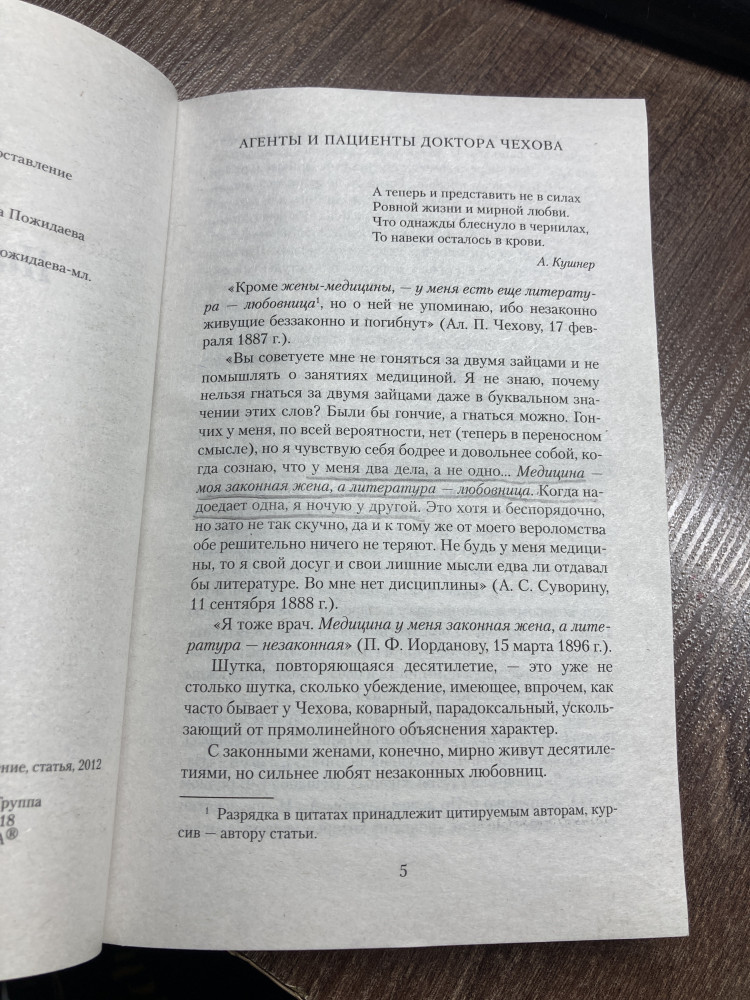 оставление
а Пожидаева
ожидаева-мл.
ние, статья, 2012
Группа
18
А®
АГЕНТЫ И ПАЦИЕНТЫ ДОКТОРА ЧЕХОВА
А теперь и представить не в силах
Ровной жизни и мирной любви.
Что однажды блеснуло в чернилах,
То навеки осталось в крови.
А. Кушнер
«Кроме жены-медицины, — у меня есть еще литерату-
ра — любовница¹, но о ней не упоминаю, ибо незаконно
живущие беззаконно и погибнут» (Ал. П. Чехову, 17 фев-
раля 1887 г.).
«Вы советуете мне не гоняться за двумя зайцами и не
помышлять о занятиях медициной. Я не знаю, почему
нельзя гнаться за двумя зайцами даже в буквальном зна-
чении этих слов? Были бы гончие, а гнаться можно. Гон-
чих у меня, по всей вероятности, нет (теперь в переносном
смысле), но я чувствую себя бодрее и довольнее собой, ко-
гда сознаю, что у меня два дела, а не одно... Медицина —
моя законная жена, а литература — любовница. Когда на-
доедает одна, я ночую у другой. Это хотя и беспорядочно,
но зато не так скучно, да и к тому же от моего вероломства
обе решительно ничего не теряют. Не будь у меня медици-
ны, то я свой досуг и свои лишние мысли едва ли отдавал
бы литературе. Во мне нет дисциплины» (А. С. Суворину,
11 сентября 1888 г.).
«Я тоже врач. Медицина у меня законная жена, а лите-
ратура — незаконная» (П. Ф. Иорданову, 15 марта 1896 г.).
Шутка, повторяющаяся десятилетие, — это уже не
столько шутка, сколько убеждение, имеющее, впрочем, как
часто бывает у Чехова, коварный, парадоксальный, усколь-
зающий от прямолинейного объяснения характер.
С законными женами, конечно, мирно живут десятиле-
тиями, но сильнее любят незаконных любовниц.
¹ Разрядка в цитатах принадлежит цитируемым авторам, кур-
сив — автору статьи.
5